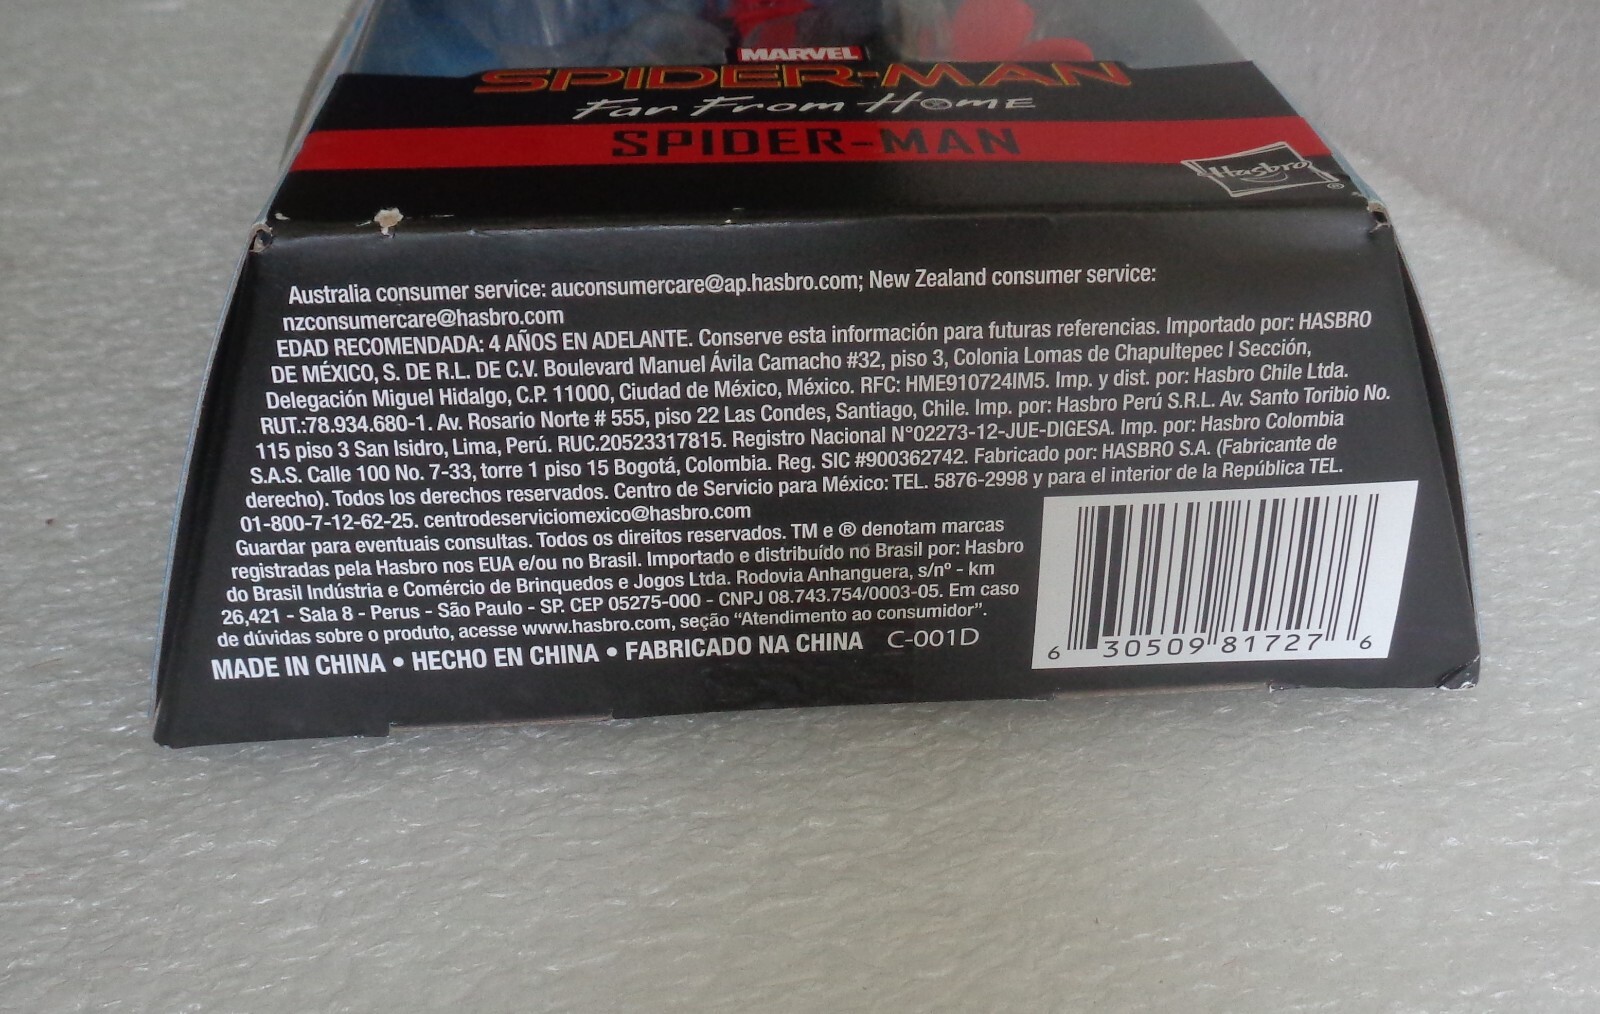 MARVEL
SPIDER-MAN
Far From Home
SPIDER-MAN
Hasbro
Australia consumer service: auconsumercare@ap.hasbro.com; New Zealand consumer service:
nzconsumercare@hasbro.com
EDAD RECOMENDADA: 4 AÑOS EN ADELANTE. Conserve esta información para futuras referencias. Importado por: HASBRO
DE MÉXICO, S. DE R.L. DE C.V. Boulevard Manuel Ávila Camacho #32, piso 3, Colonia Lomas de Chapultepec I Sección,
Delegación Miguel Hidalgo, C.P. 11000, Ciudad de México, México. RFC: HME910724IM5. Imp. y dist. por: Hasbro Chile Ltda.
RUT.:78.934.680-1. Av. Rosario Norte # 555, piso 22 Las Condes, Santiago, Chile. Imp. por: Hasbro Perú S.R.L. Av. Santo Toribio No.
115 piso 3 San Isidro, Lima, Perú. RUC.20523317815. Registro Nacional N°02273-12-JUE-DIGESA. Imp. por: Hasbro Colombia
S.A.S. Calle 100 No. 7-33, torre 1 piso 15 Bogotá, Colombia. Reg. SIC #900362742. Fabricado por: HASBRO S.A. (Fabricante de
derecho). Todos los derechos reservados. Centro de Servicio para México: TEL. 5876-2998 y para el interior de la República TEL.
01-800-7-12-62-25. centrodeserviciomexico@hasbro.com
Guardar para eventuais consultas. Todos os direitos reservados. TM e ® denotam marcas
registradas pela Hasbro nos EUA e/ou no Brasil. Importado e distribuído no Brasil por: Hasbro
do Brasil Indústria e Comércio de Brinquedos e Jogos Ltda. Rodovia Anhanguera, s/nº - km
26,421 - Sala 8 - Perus - São Paulo - SP. CEP 05275-000 - CNPJ 08.743.754/0003-05. Em caso
de dúvidas sobre o produto, acesse www.hasbro.com, seção “Atendimento ao consumidor”.
MADE IN CHINA • HECHO EN CHINA • FABRICADO NA CHINA C-001D
6 30509 81727 6